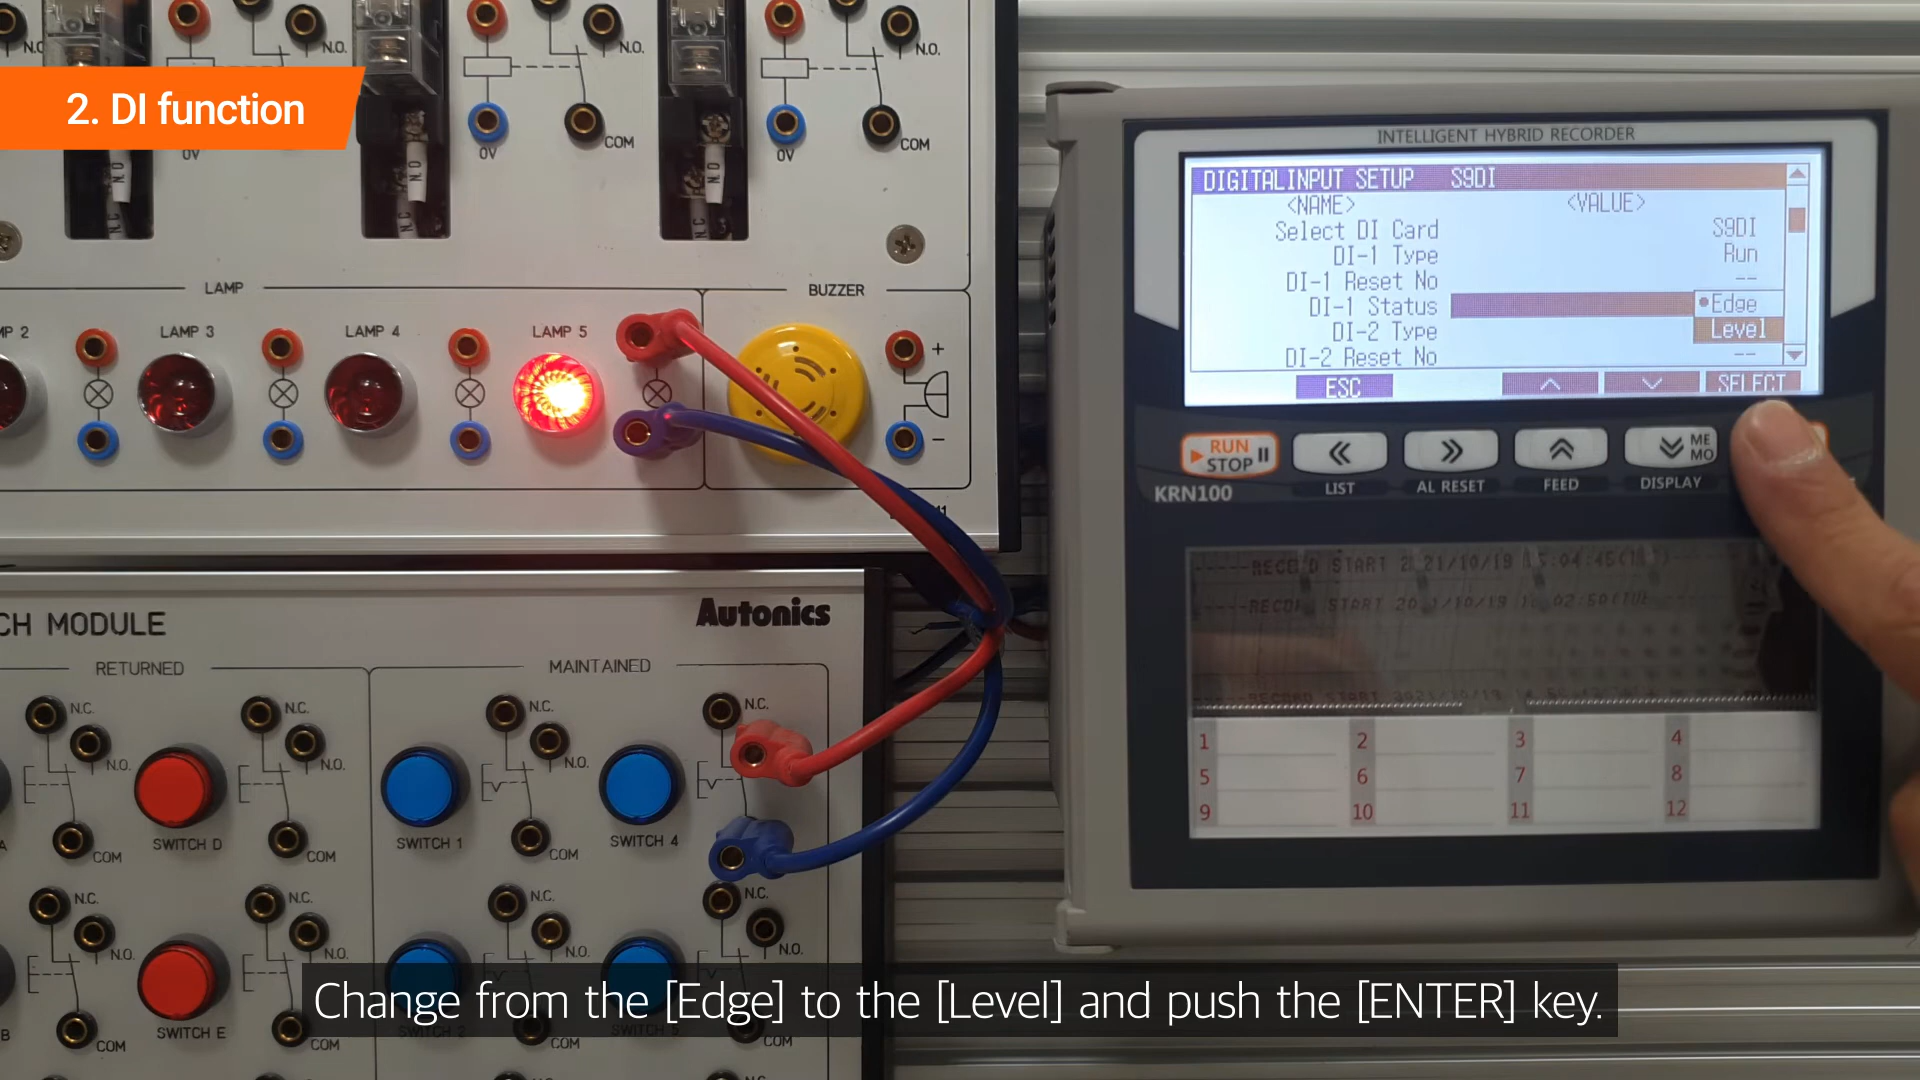 2. DI function
N.O.
N.O.
N.O.
N.O.
0V
0V
0V
COM
COM
N.O
N.C
N.O
N.C
N.O
N.C
LAMP
BUZZER
LAMP 3
LAMP 4
LAMP 5
+
-
Autonics
CH MODULE
RETURNED
MAINTAINED
N.C.
N.C.
N.C.
N.C.
N.O.
N.O.
N.O.
COM
SWITCH D
COM
SWITCH 1
COM
SWITCH 4
N.C.
N.C.
N.C.
N.C.
N.O.
N.O.
N.O.
N.O.
B
COM
SWITCH E
COM
SWITCH 2
COM
COM
INTELLIGENT HYBRID RECORDER
DIGITALINPUT SETUP S9DI
<NAME> <VALUE>
Select DI Card S9DI
DI-1 Type Run
DI-1 Reset No --
DI-1 Status Edge
Level
DI-2 Type
DI-2 Reset No --
ESC SELECT
RUN
STOP
ME
MO
KRN100
LIST
AL RESET
FEED
DISPLAY
1 2 3 4
5 6 7 8
9 10 11 12
Change from the [Edge] to the [Level] and push the [ENTER] key.